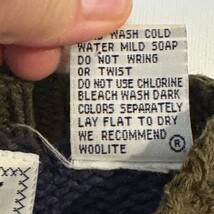 WASH COLD
WATER MILD SOAP
DO NOT WRING
OR TWIST
DO NOT USE CHLORINE
BLEACH WASH DARK
COLORS SEPARATELY
LAY FLAT TO DRY
WE RECOMMEND
WOOLITE ®